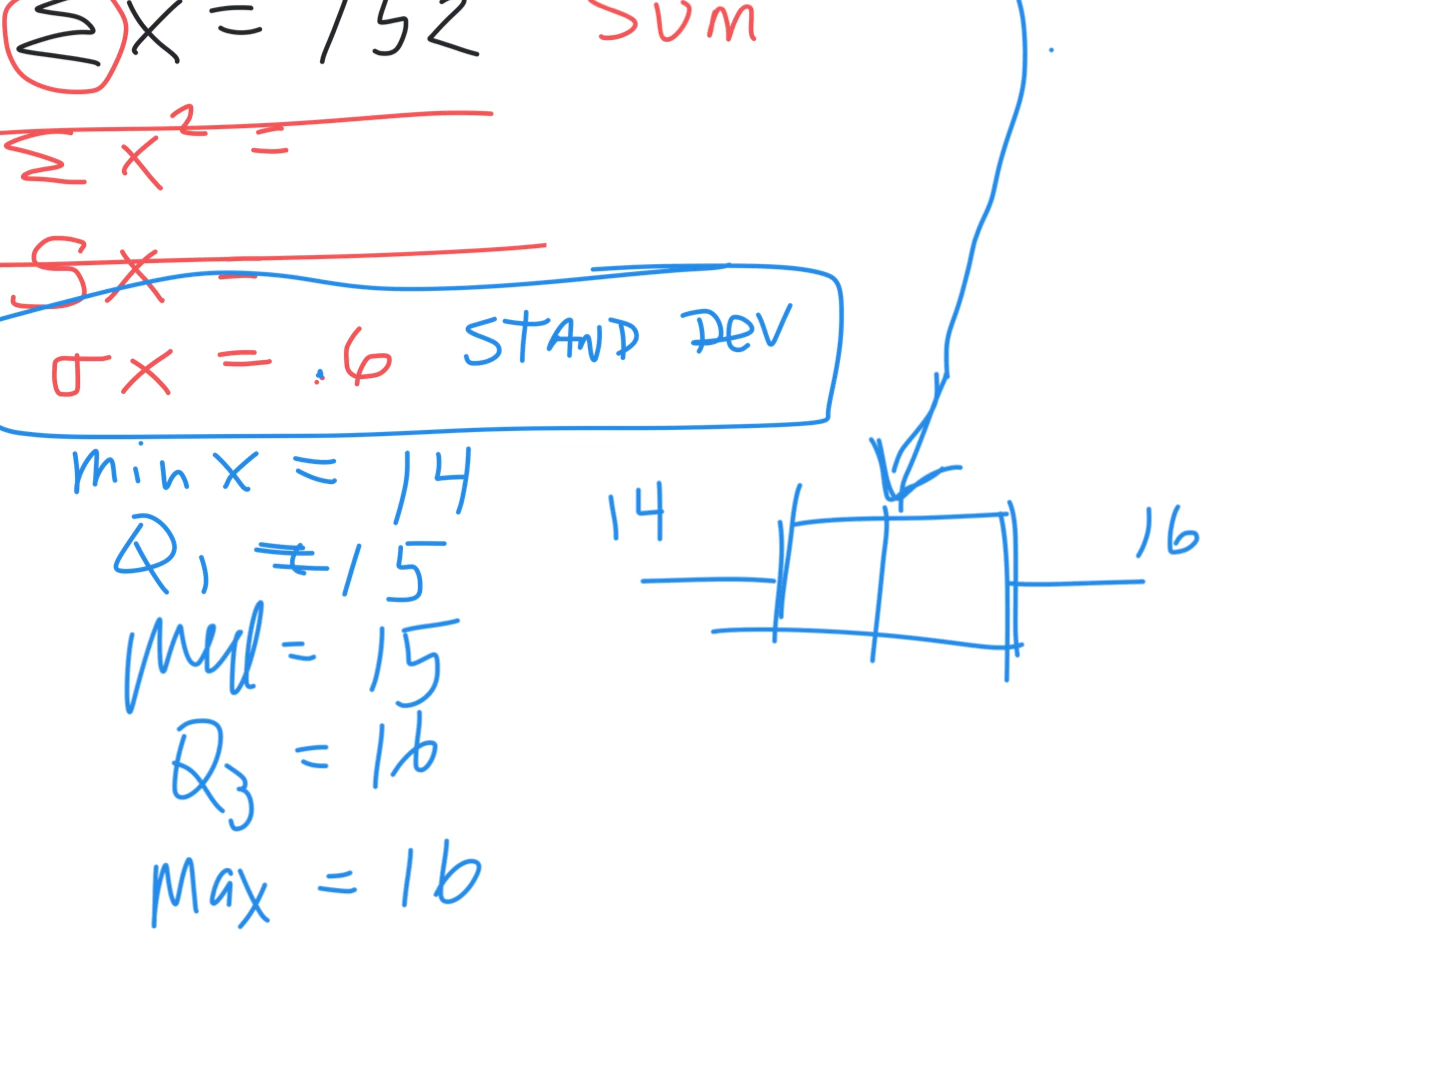 Σx = 152 SUM
Σx² =
Sx =
σx = .6 STAND DEV
min x = 14
Q₁ = 15
Med = 15
Q₃ = 16
Max = 16
14
16